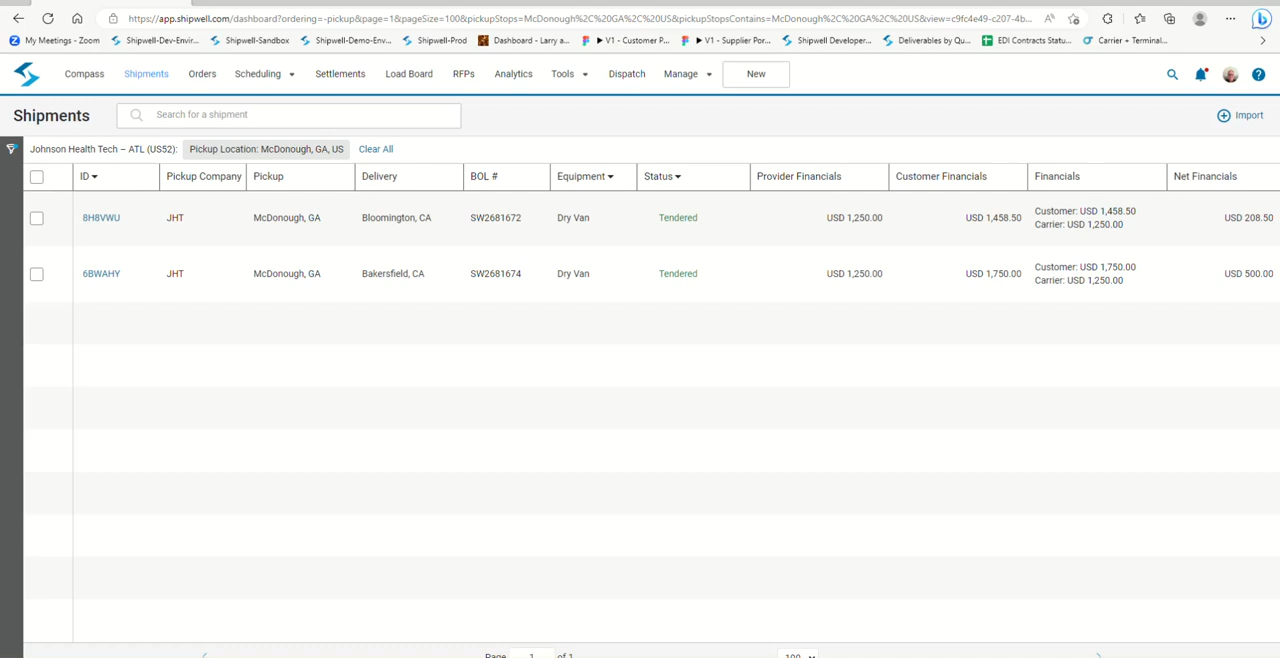 https://app.shipwell.com/dashboard?ordering=-pickup&page=1&pageSize=100&pickupStops=McDonough%2C%20GA%2C%20US&pickupStopsContains=McDonough%2C%20GA%2C%20US&view=c9fc4e49-c207-4b...
My Meetings - Zoom Shipwell-Dev-Envir... Shipwell-Sandbox Shipwell-Demo-Env... Shipwell-Prod Dashboard - Larry a... V1 - Customer P... V1 - Supplier Por... Shipwell Developer... Deliverables by Qu... EDI Contracts Statu... Carrier + Terminal...
Compass Shipments Orders Scheduling Settlements Load Board RFPs Analytics Tools Dispatch Manage New
Shipments Search for a shipment Import
Johnson Health Tech – ATL (US52): Pickup Location: McDonough, GA, US Clear All
ID Pickup Company Pickup Delivery BOL # Equipment Status Provider Financials Customer Financials Financials Net Financials
8H8VWU JHT McDonough, GA Bloomington, CA SW2681672 Dry Van Tendered USD 1,250.00 USD 1,458.50 Customer: USD 1,458.50 USD 208.50
Carrier: USD 1,250.00
6BWAHY JHT McDonough, GA Bakersfield, CA SW2681674 Dry Van Tendered USD 1,250.00 USD 1,750.00 Customer: USD 1,750.00 USD 500.00
Carrier: USD 1,250.00
Page 1 of 1 100